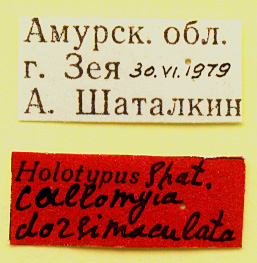 Амурск. обл.
г. Зея 30.VI.1979
А. Шаталкин
Holotypus Shat.
Callomyia
dorsimaculata